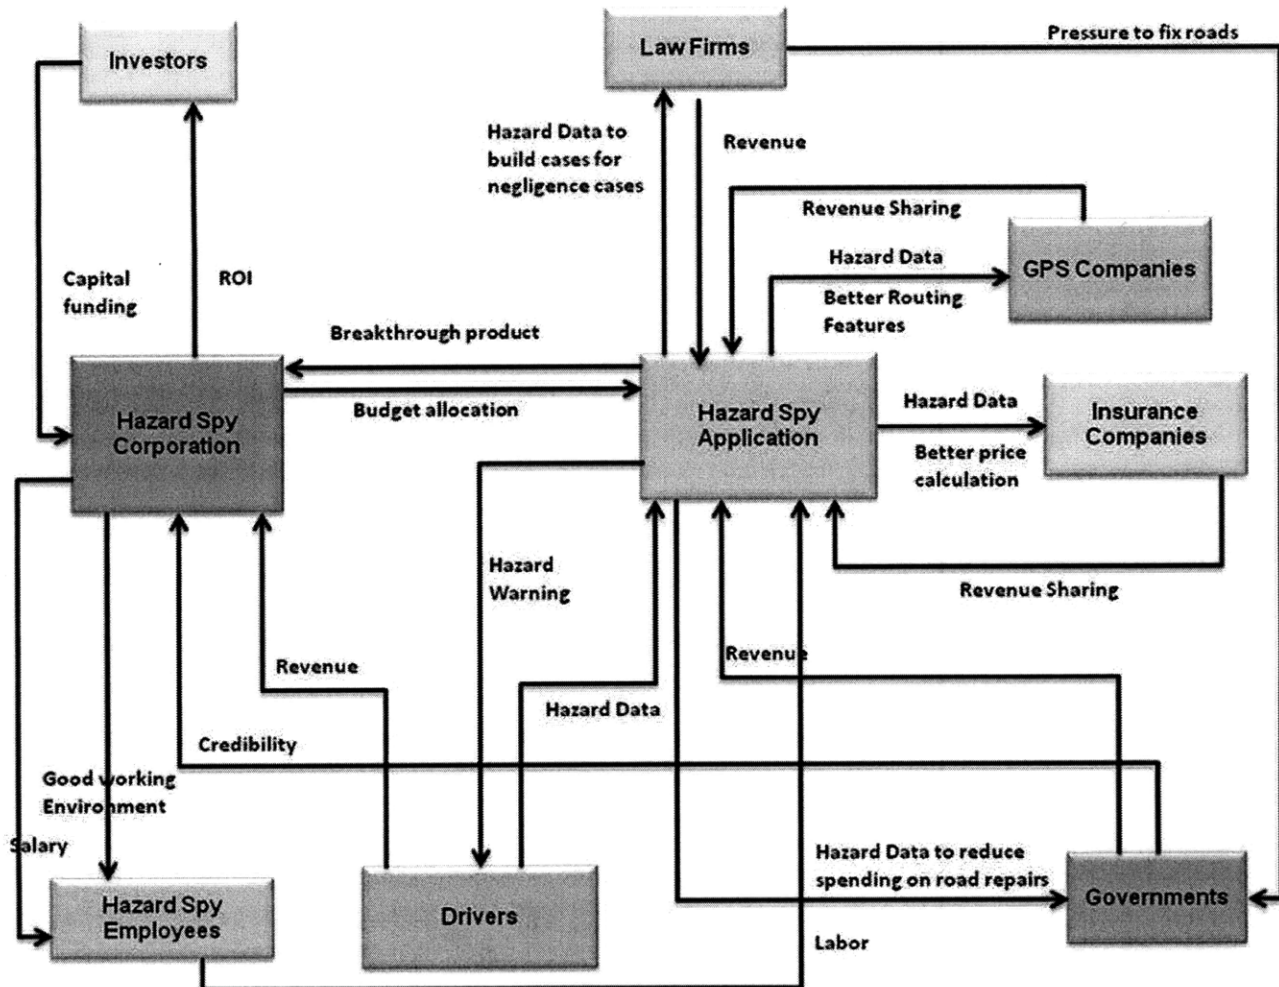 Pressure to fix roads
Investors
Law Firms
Hazard Data to
build cases for
negligence cases
Revenue
Revenue Sharing
Hazard Data
GPS Companies
Better Routing
Features
Capital
funding
ROI
Breakthrough product
Budget allocation
Hazard Spy
Corporation
Hazard Spy
Application
Hazard Data
Better price
calculation
Insurance
Companies
Hazard
Warning
Revenue Sharing
Revenue
Hazard Data
Revenue
Credibility
Good working
Environment
Salary
Hazard Spy
Employees
Drivers
Hazard Data to reduce
spending on road repairs
Governments
Labor